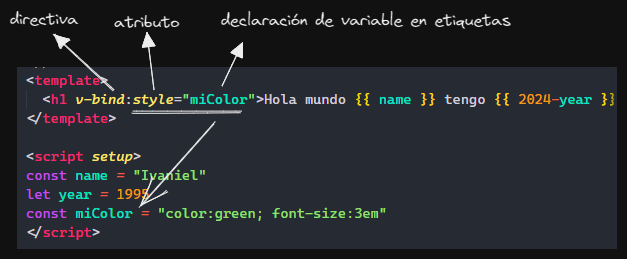 directiva atributo declaración de variable en etiquetas
<template>
<h1 v-bind:style="miColor">Hola mundo {{ name }} tengo {{ 2024-year }}
</template>
<script setup>
const name = "Ivaniel"
let year = 1995
const miColor = "color:green; font-size:3em"
</script>